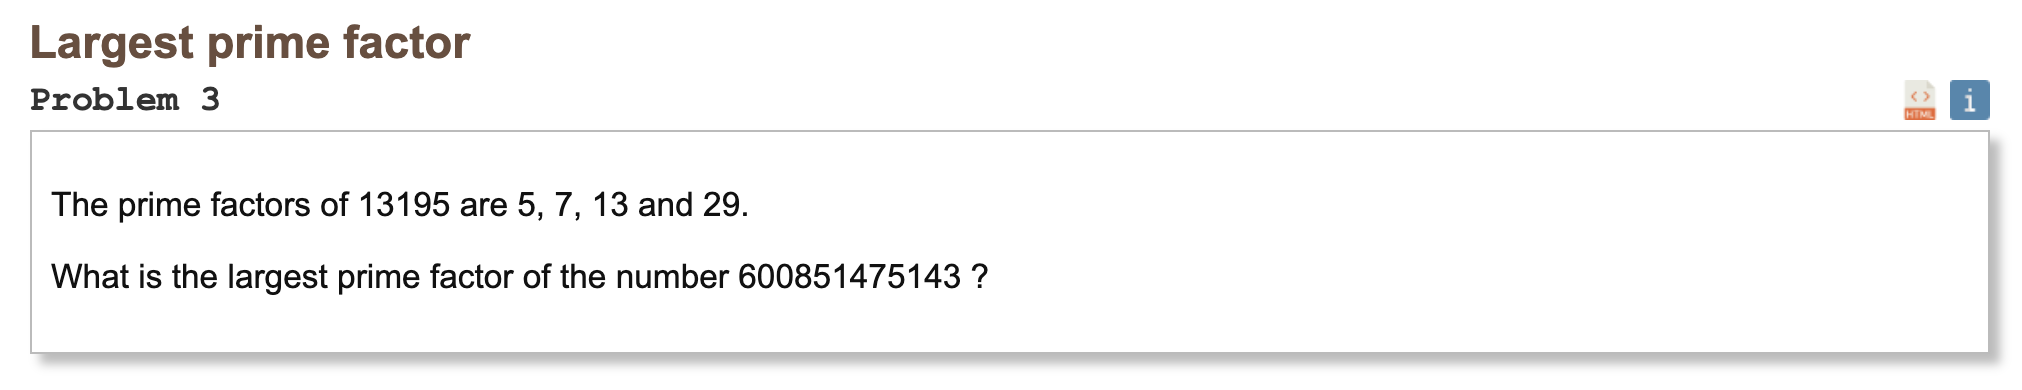 Largest prime factor
Problem 3
HTML
i
The prime factors of 13195 are 5, 7, 13 and 29.
What is the largest prime factor of the number 600851475143 ?